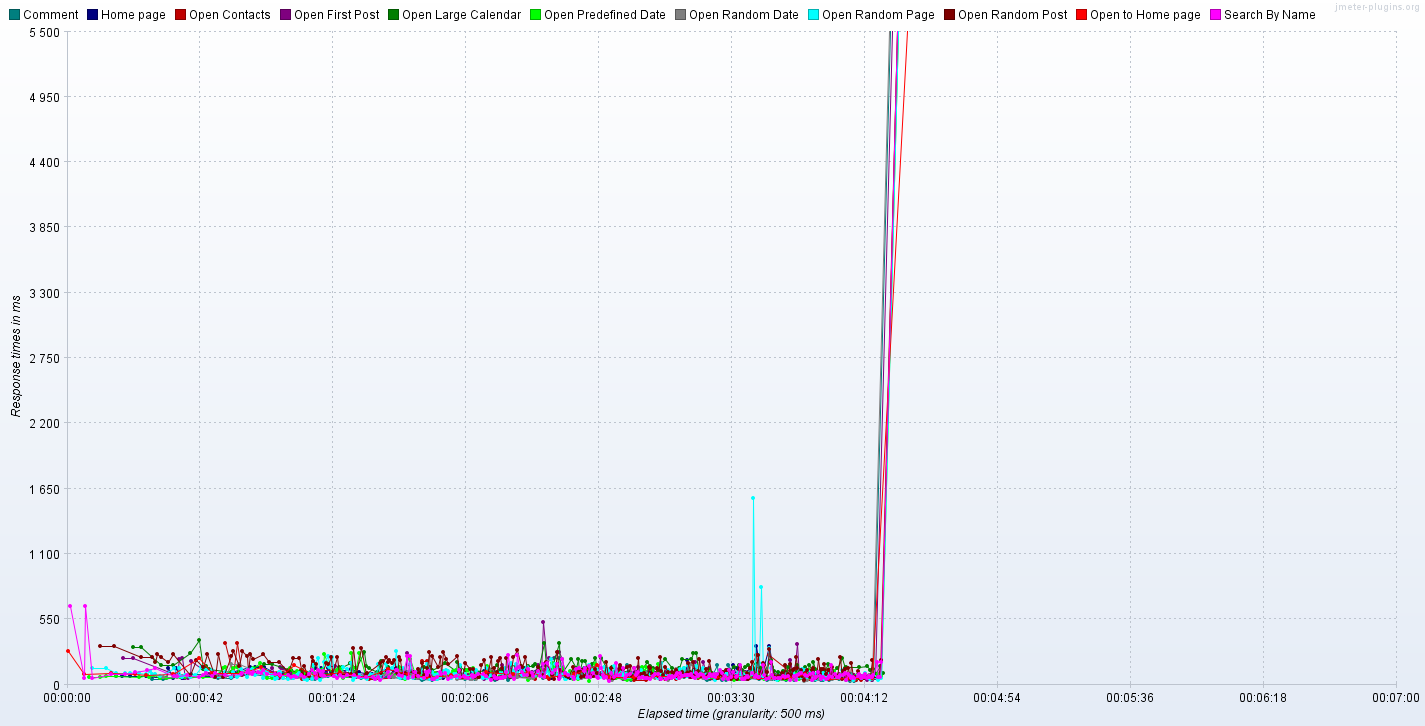 Comment Home page Open Contacts Open First Post Open Large Calendar Open Predefined Date Open Random Date Open Random Page Open Random Post Open to Home page Search By Name
jmeter-plugins.org
5 500
4 950
4 400
3 850
3 300
2 750
2 200
1 650
1 100
550
0
Response times in ms
00:00:00 00:00:42 00:01:24 00:02:06 00:02:48 00:03:30 00:04:12 00:04:54 00:05:36 00:06:18 00:07:00
Elapsed time (granularity: 500 ms)